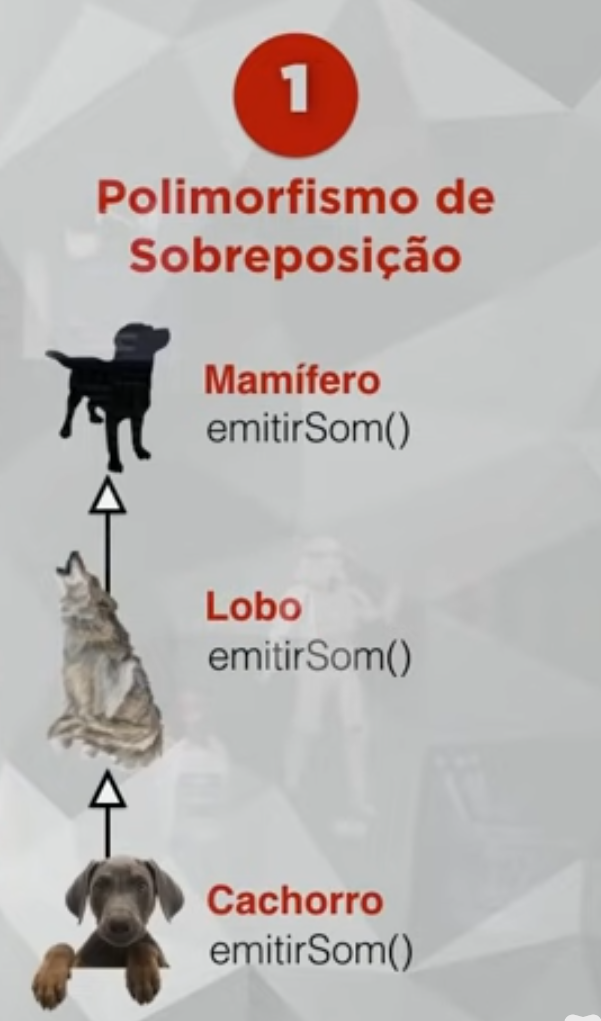 1
Polimorfismo de
Sobreposição
Mamífero
emitirSom()
Lobo
emitirSom()
Cachorro
emitirSom()